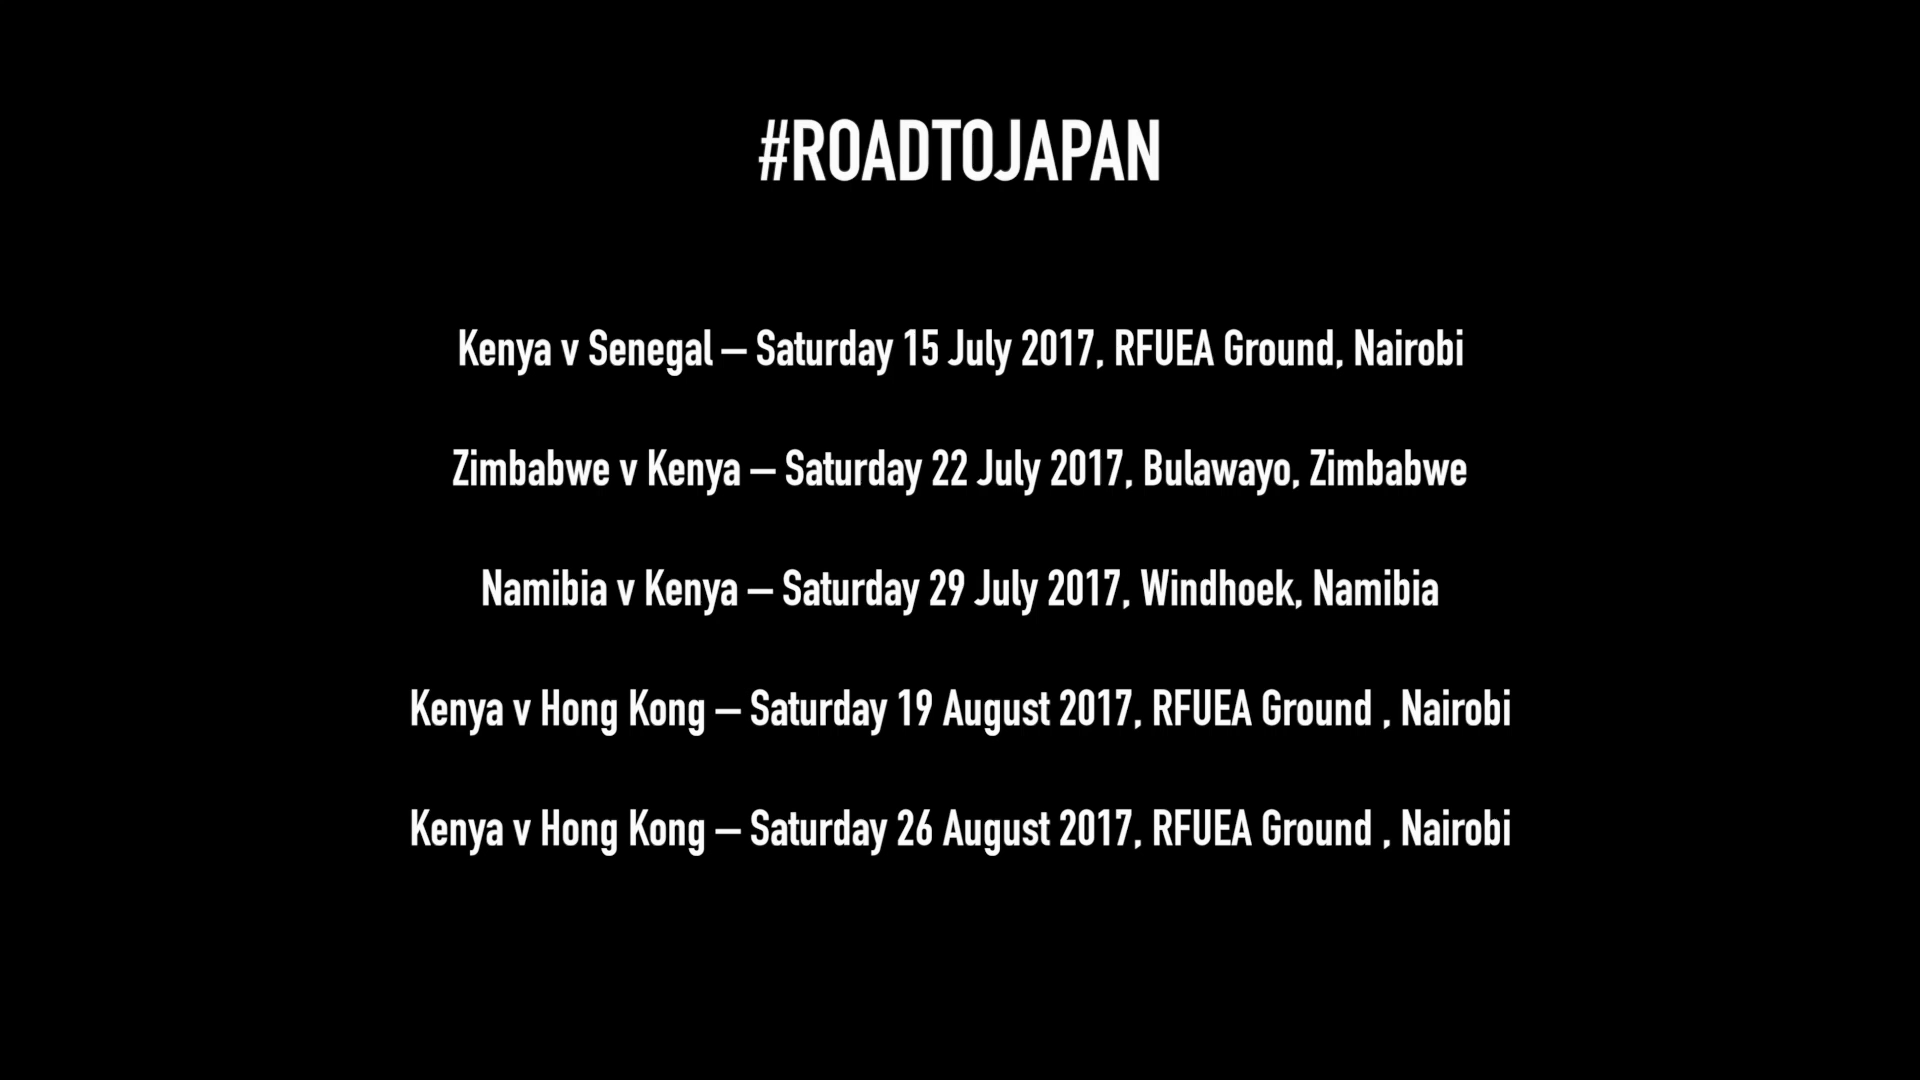 #ROADTOJAPAN
Kenya v Senegal – Saturday 15 July 2017, RFUEA Ground, Nairobi
Zimbabwe v Kenya – Saturday 22 July 2017, Bulawayo, Zimbabwe
Namibia v Kenya – Saturday 29 July 2017, Windhoek, Namibia
Kenya v Hong Kong – Saturday 19 August 2017, RFUEA Ground , Nairobi
Kenya v Hong Kong – Saturday 26 August 2017, RFUEA Ground , Nairobi